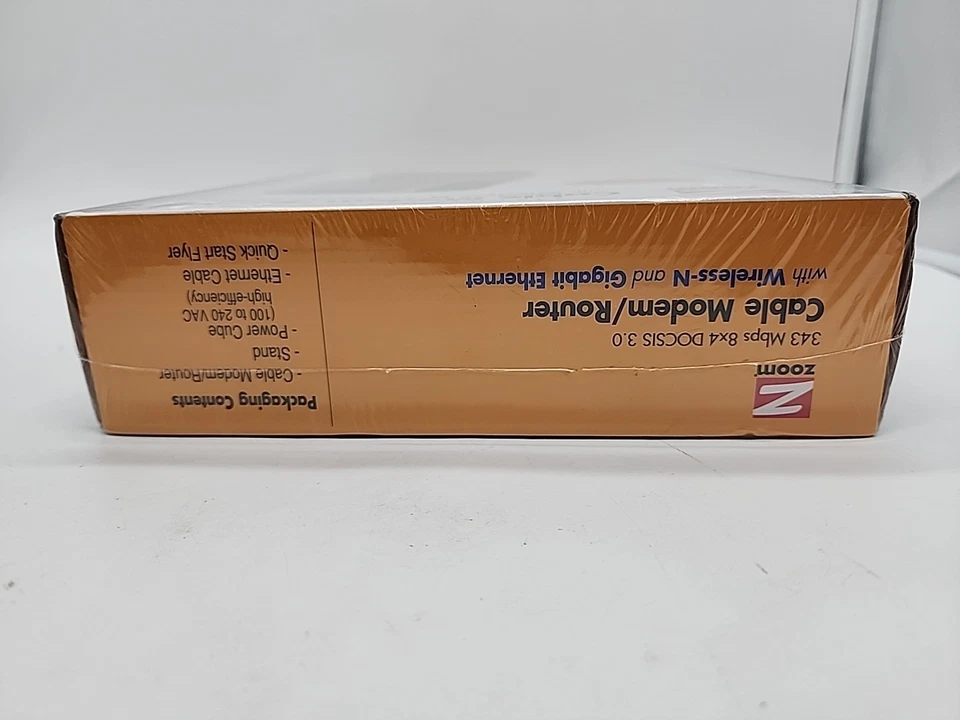 Z
zoom
343 Mbps 8x4 DOCSIS 3.0
Cable Modem/Router
with Wireless-N and Gigabit Ethernet
Packaging Contents
- Cable Modem/Router
- Stand
- Power Cube
(100 to 240 VAC
high-efficiency)
- Ethernet Cable
- Quick Start Flyer